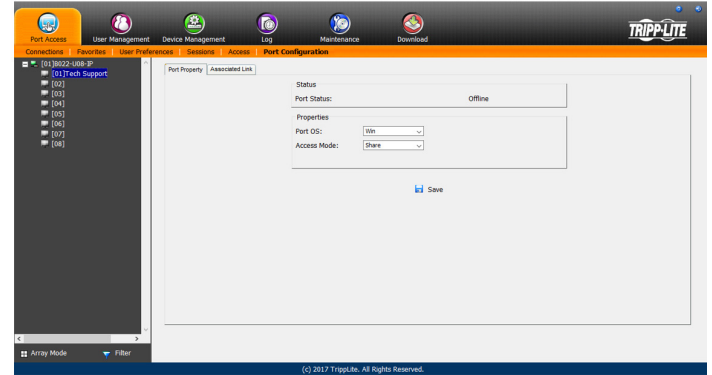 TRIPP·LITE
Port Access User Management Device Management Log Maintenance Download
Connections Favorites User Preferences Sessions Access Port Configuration
[01]B022-U08-IP
[01]Tech Support
[02]
[03]
[04]
[05]
[06]
[07]
[08]
Array Mode Filter
Port Property Associated Link
Status
Port Status: Offline
Properties
Port OS: Win
Access Mode: Share
Save
(c) 2017 TrippLite. All Rights Reserved.